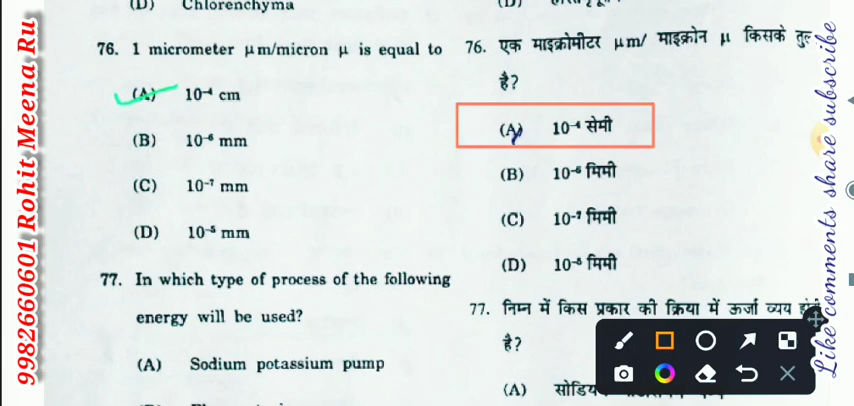 (D) Chlorenchyma
76. 1 micrometer μm/micron μ is equal to
(A) 10⁻⁴ cm
(B) 10⁻⁶ mm
(C) 10⁻⁷ mm
(D) 10⁻⁵ mm
77. In which type of process of the following
energy will be used?
(A) Sodium potassium pump
(D)
76. एक माइक्रोमीटर μm/ माइक्रोन μ किसके
है?
(A) 10⁻⁴ सेमी
(B) 10⁻⁶ मिमी
(C) 10⁻⁷ मिमी
(D) 10⁻⁵ मिमी
77. निम्न में किस प्रकार की क्रिया में ऊर्जा व्यय
है?
(A)
9982660601 Rohit Meena Ru
Like comments share subscribe